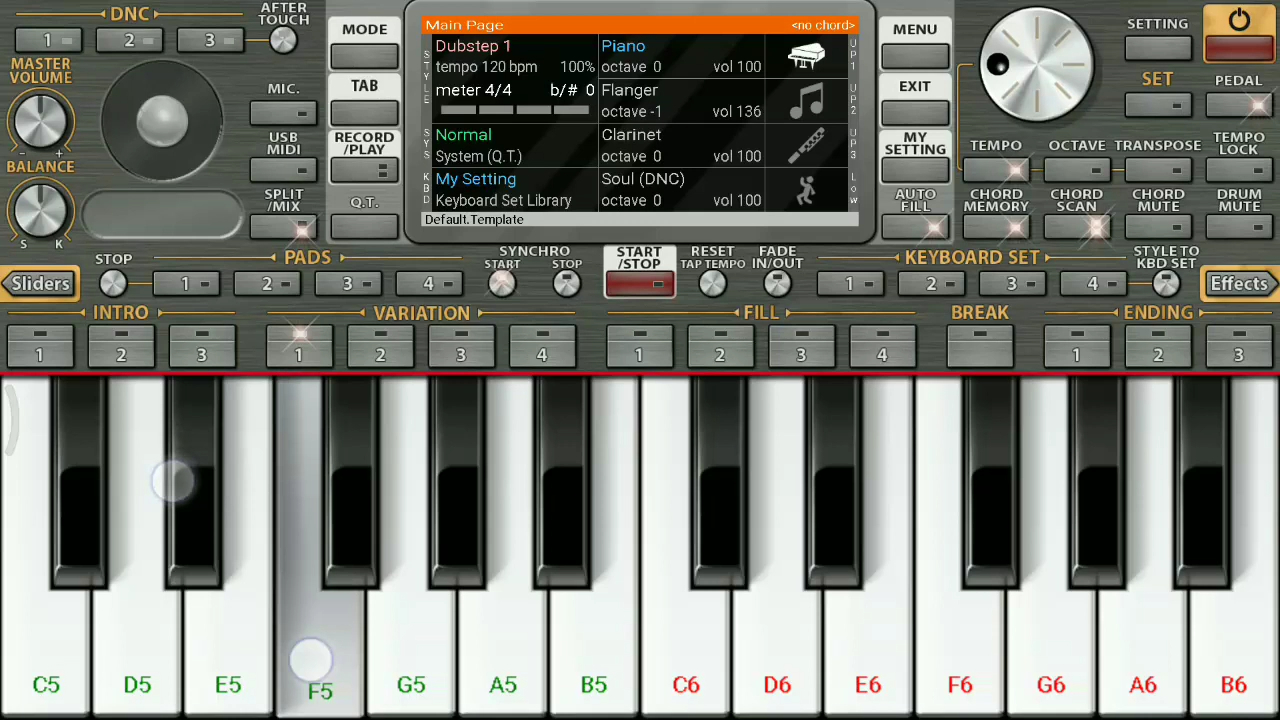 DNC
AFTER
TOUCH
1 2 3
MASTER
VOLUME
- +
BALANCE
S K
MIC.
USB
MIDI
SPLIT
/MIX
MODE
TAB
RECORD
/PLAY
Q.T.
Main Page <no chord>
STYLE
Dubstep 1
tempo 120 bpm 100%
meter 4/4 b/# 0
SYS
Normal
System (Q.T.)
KBD
My Setting
Keyboard Set Library
Piano
octave 0 vol 100
UP1
Flanger
octave -1 vol 136
UP2
Clarinet
octave 0 vol 100
UP3
Soul (DNC)
octave 0 vol 100
Low
Default.Template
MENU
EXIT
MY
SETTING
AUTO
FILL
SETTING
SET
PEDAL
TEMPO
OCTAVE
TRANSPOSE
TEMPO
LOCK
CHORD
MEMORY
CHORD
SCAN
CHORD
MUTE
DRUM
MUTE
Sliders
STOP
PADS
1 2 3 4
SYNCHRO
START STOP
START
/STOP
RESET
TAP TEMPO
FADE
IN/OUT
KEYBOARD SET
1 2 3 4
STYLE TO
KBD SET
Effects
INTRO
1 2 3
VARIATION
1 2 3 4
FILL
1 2 3 4
BREAK
ENDING
1 2 3
C5 D5 E5 F5 G5 A5 B5 C6 D6 E6 F6 G6 A6 B6